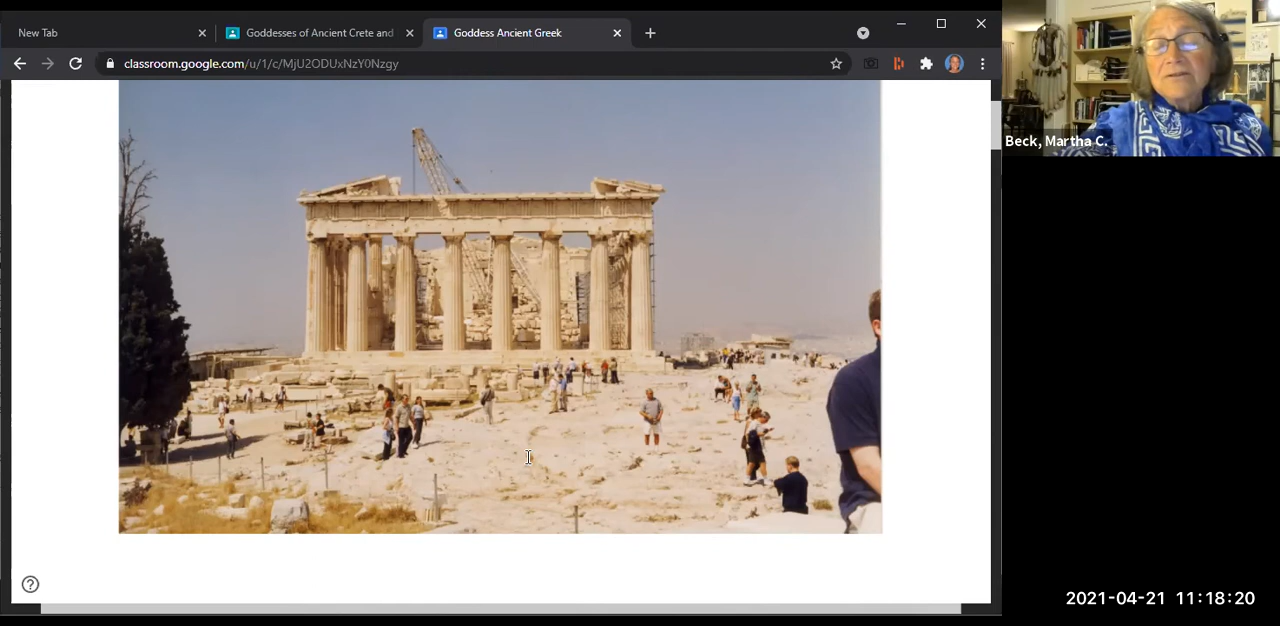 New Tab
Goddesses of Ancient Crete and
Goddess Ancient Greek
classroom.google.com/u/1/c/MjU2ODUxNzY0Nzgy
Beck, Martha C.
2021-04-21 11:18:20